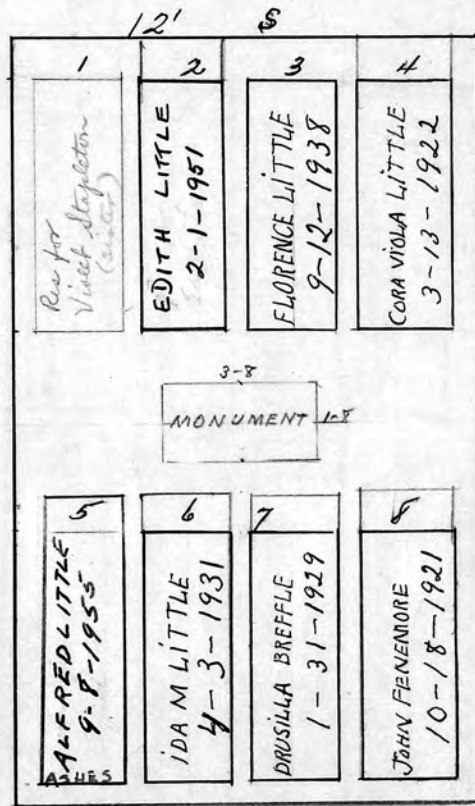 12' S
1
Res for
Violet Stapleton
(sister)
2
EDITH LITTLE
2-1-1951
3
FLORENCE LITTLE
9-12-1938
4
CORA VIOLA LITTLE
3-13-1922
3-8
MONUMENT 1-8
5
ALFRED LITTLE
9-8-1955
ASHES
6
IDA M LITTLE
4-3-1931
7
DRUSILLA BREFFLE
1-31-1929
8
JOHN FENEMORE
10-18-1921